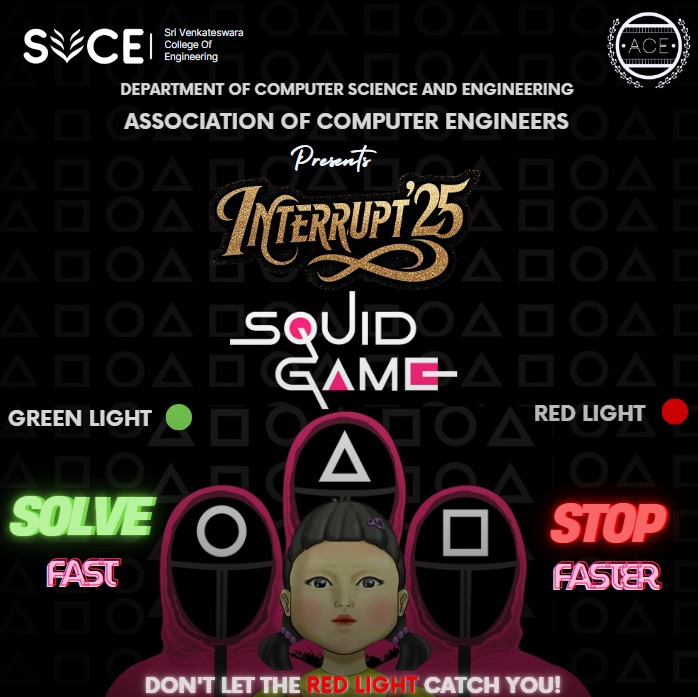 SVCE
Sri Venkateswara
College Of
Engineering
ACE
DEPARTMENT OF COMPUTER SCIENCE AND ENGINEERING
ASSOCIATION OF COMPUTER ENGINEERS
Presents
INTERRUPT'25
SQUID
GAME
GREEN LIGHT
RED LIGHT
SOLVE
FAST
STOP
FASTER
DON'T LET THE RED LIGHT CATCH YOU!